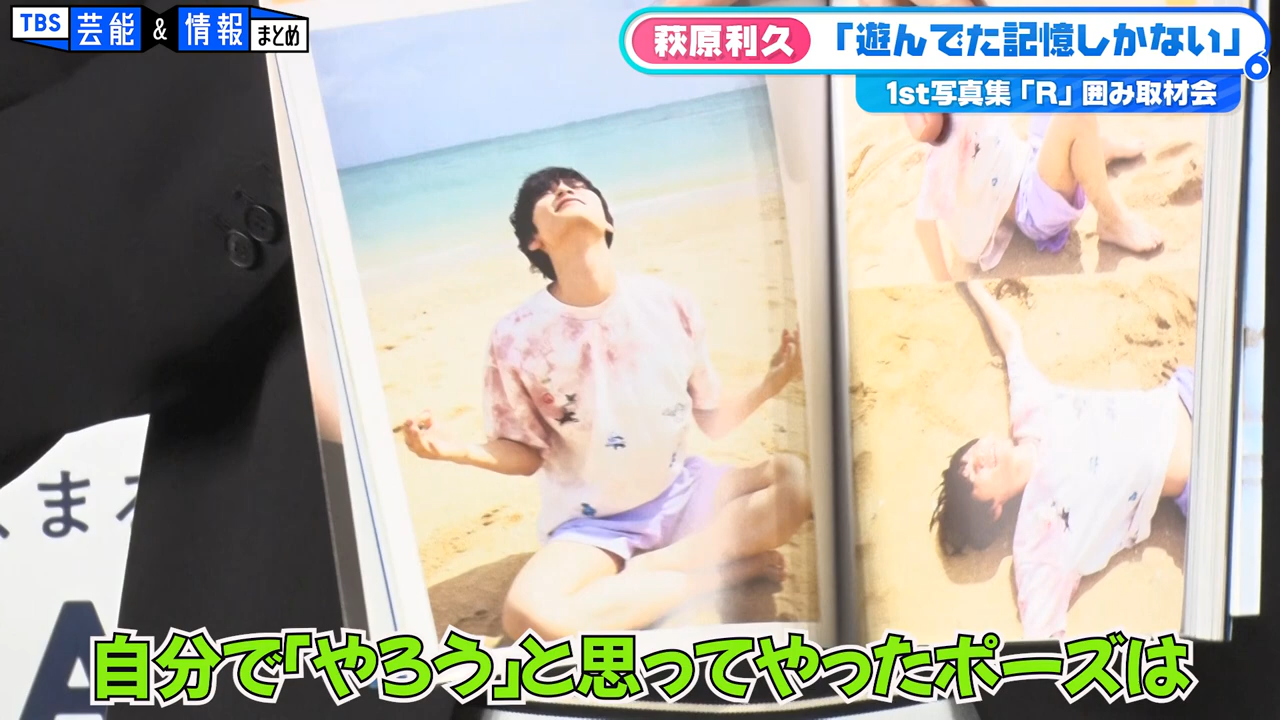 TBS 芸能 & 情報 まとめ
萩原利久 「遊んでた記憶しかない」
1st写真集「R」囲み取材会
、ま
A
自分で「やろう」と思ってやったポーズは